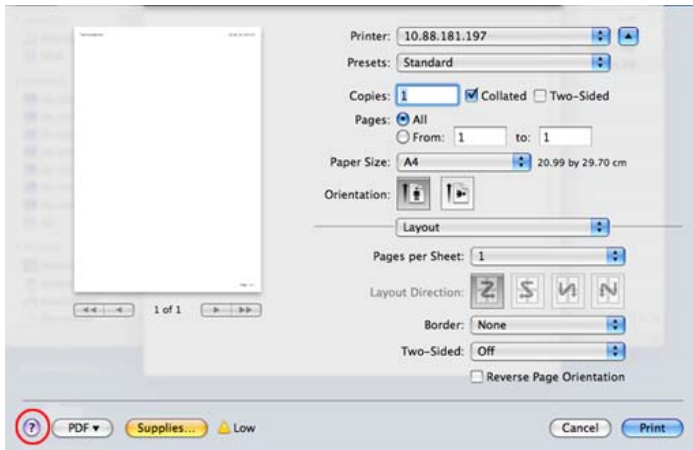 Printer: 10.88.181.197
Presets: Standard
Copies: 1 Collated Two-Sided
Pages: All
From: 1 to: 1
Paper Size: A4 20.99 by 29.70 cm
Orientation:
Layout
Pages per Sheet: 1
Layout Direction:
1 of 1
Border: None
Two-Sided: Off
Reverse Page Orientation
? PDF Supplies... Low Cancel Print